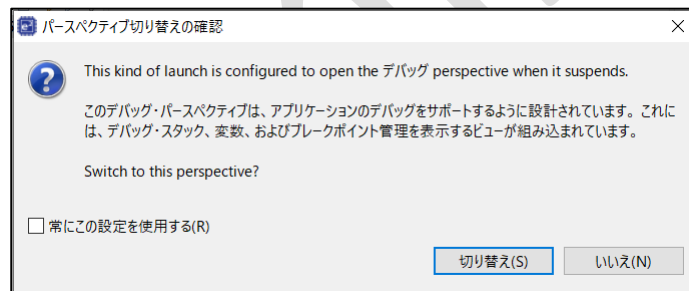 パースペクティブ切り替えの確認
This kind of launch is configured to open the デバッグ perspective when it suspends.
このデバッグ・パースペクティブは、アプリケーションのデバッグをサポートするように設計されています。これに
は、デバッグ・スタック、変数、およびブレークポイント管理を表示するビューが組み込まれています。
Switch to this perspective?
常にこの設定を使用する(R)
切り替え(S)
いいえ(N)